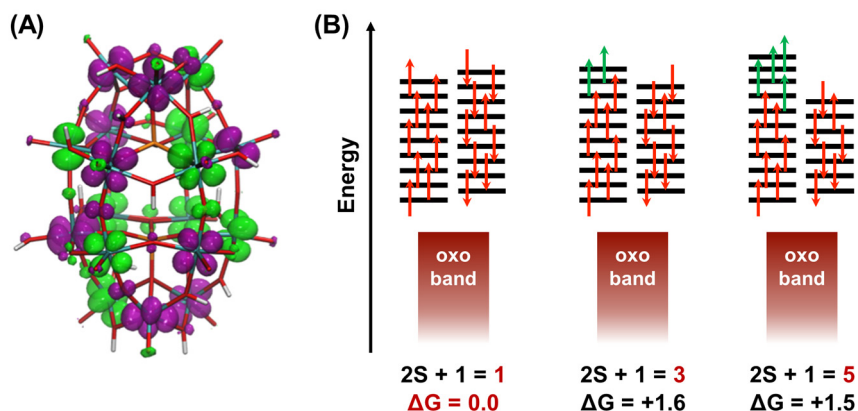 (A)
(B)
Energy
oxo
band
oxo
band
oxo
band
2S + 1 = 1
ΔG = 0.0
2S + 1 = 3
ΔG = +1.6
2S + 1 = 5
ΔG = +1.5